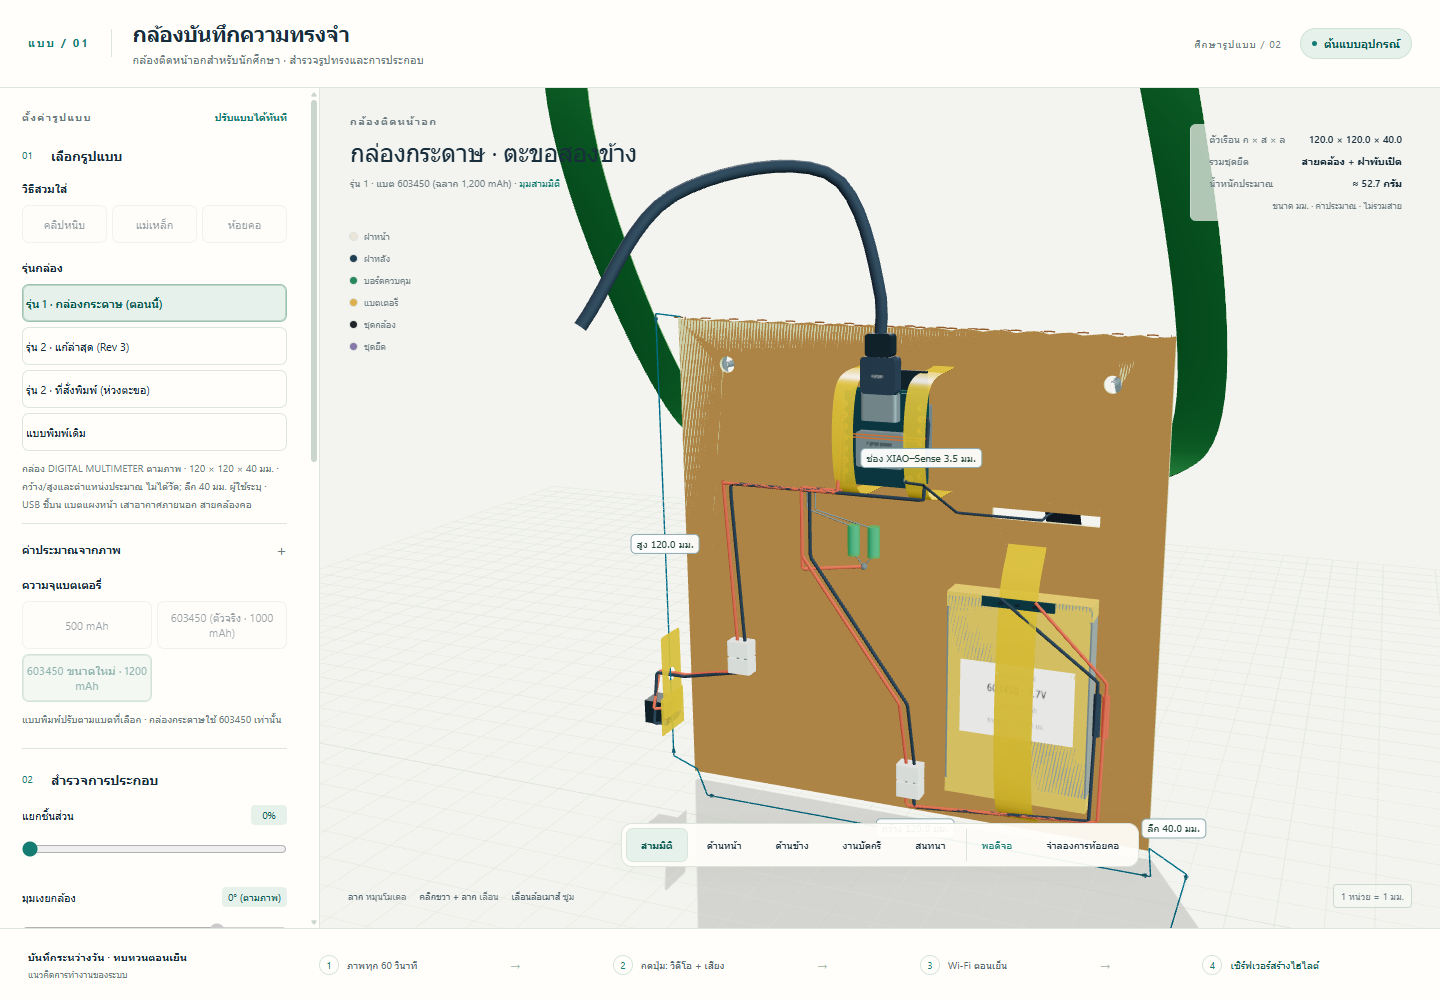 แบบ / 01
กล้องบันทึกความทรงจำ
กล้องติดหน้าอกสำหรับนักศึกษา · สำรวจรูปทรงและการประกอบ
ศึกษารูปแบบ / 02
ต้นแบบอุปกรณ์
ตั้งค่ารูปแบบ
ปรับแบบได้ทันที
01 เลือกรูปแบบ
วิธีสวมใส่
คลิปหนีบ
แม่เหล็ก
ห้อยคอ
รุ่นกล่อง
รุ่น 1 · กล่องกระดาษ (ตอนนี้)
รุ่น 2 · แก้ล่าสุด (Rev 3)
รุ่น 2 · ที่สั่งพิมพ์ (ห่วงตะขอ)
แบบพิมพ์เดิม
กล่อง DIGITAL MULTIMETER ตามภาพ · 120 × 120 × 40 มม. ·
กว้าง/สูงและตำแหน่งประมาณ ไม่ได้วัด; ลึก 40 มม. ผู้ใช้ระบุ ·
USB ชี้บน แบตแผงหน้า เสาอากาศภายนอก สายคล้องคอ
ค่าประมาณจากภาพ
+
ความจุแบตเตอรี่
500 mAh
603450 (ตัวจริง · 1000
mAh)
603450 ขนาดใหม่ · 1200
mAh
แบบพิมพ์ปรับตามแบตที่เลือก · กล่องกระดาษใช้ 603450 เท่านั้น
02 สำรวจการประกอบ
แยกชิ้นส่วน
0%
มุมเงยกล้อง
0° (ตามภาพ)
กล้องติดหน้าอก
กล่องกระดาษ · ตะขอสองข้าง
รุ่น 1 · แบต 603450 (ฉลาก 1,200 mAh) · มุมสามมิติ
ฝาหน้า
ฝาหลัง
บอร์ดควบคุม
แบตเตอรี่
ชุดกล้อง
ชุดยึด
ตัวเรือน ก × ส × ล 120.0 × 120.0 × 40.0
รวมชุดยึด สายคล้อง + ฝาพับเปิด
น้ำหนักประมาณ ≈ 52.7 กรัม
ขนาด มม. · ค่าประมาณ · ไม่รวมสาย
ช่อง XIAO–Sense 3.5 มม.
สูง 120.0 มม.
กว้าง 120.0 มม.
ลึก 40.0 มม.
สามมิติ
ด้านหน้า
ด้านข้าง
งานบัดกรี
สนทนา
พอดีจอ
จำลองการห้อยคอ
ลาก หมุนโมเดล
คลิกขวา + ลาก เลื่อน
เลื่อนล้อเมาส์ ซูม
1 หน่วย = 1 มม.
บันทึกระหว่างวัน · ทบทวนตอนเย็น
แนวคิดการทำงานของระบบ
1 ภาพทุก 60 วินาที
→
2 กดปุ่ม: วิดีโอ + เสียง
→
3 Wi-Fi ตอนเย็น
→
4 เซิร์ฟเวอร์สร้างไฮไลต์